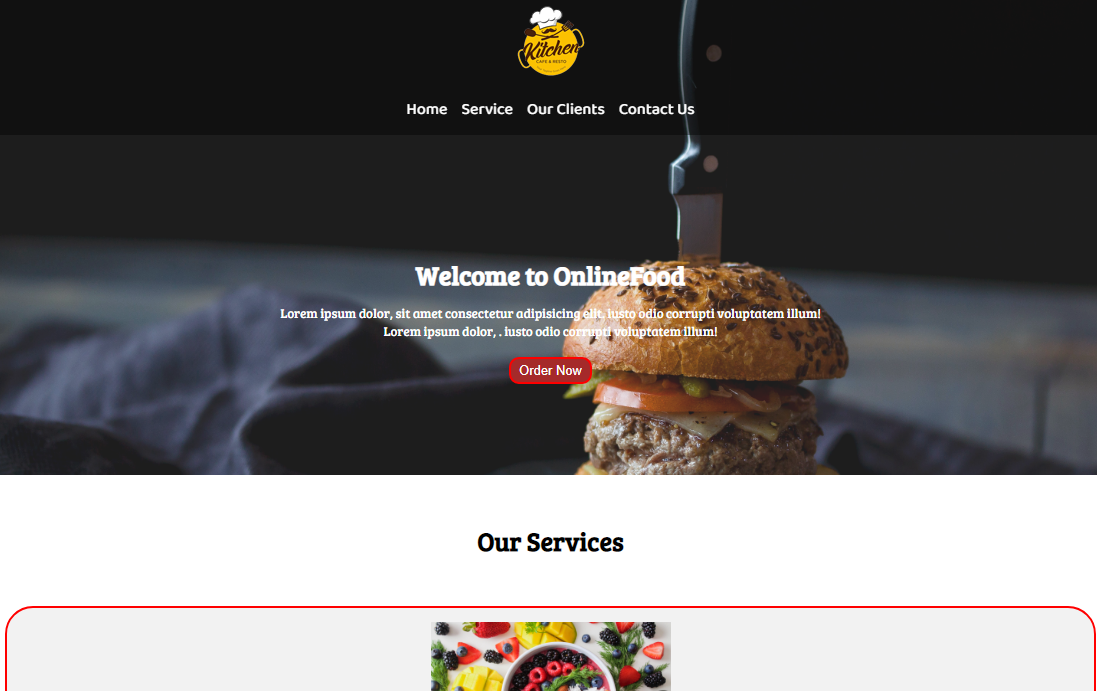 Kitchen
CAFE & RESTO
Home Service Our Clients Contact Us
Welcome to OnlineFood
Lorem ipsum dolor, sit amet consectetur adipisicing elit. Iusto odio corrupti voluptatem illum!
Lorem ipsum dolor, . iusto odio corrupti voluptatem illum!
Order Now
Our Services